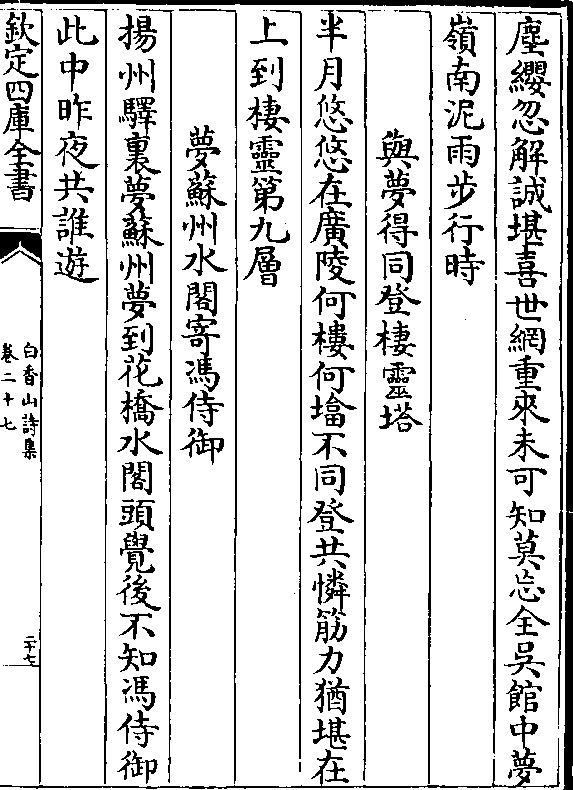 塵纓忽解誠堪喜世網重來未可知莫忘全吳館中夢
嶺南泥雨步行時
與夢得同登棲靈塔
半月悠悠在廣陵何樓何塔不同登共憐筋力猶堪在
上到棲靈第九層
夢蘇州水閣寄馮侍御
揚州驛裏夢蘇州夢到花橋水閣頭覺後不知馮侍御
此中昨夜共誰遊
欽定四庫全書
白香山詩集
卷二十七
二十七